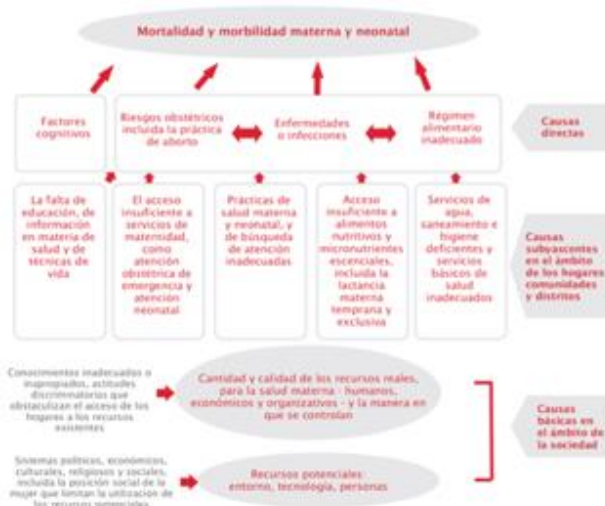 Mortalidad y morbilidad materna y neonatal
Factores
cognitivos
Riesgos obstétricos
incluida la práctica
de aborto
Enfermedades
o infecciones
Régimen
alimentario
inadecuado
Causas
directas
La falta de
educación, de
información
en materia de
salud y de
técnicas de
vida
El acceso
insuficiente a
servicios de
maternidad,
como
atención
obstétrica de
emergencia y
atención
neonatal
Prácticas de
salud materna
y neonatal, y
de búsqueda
de atención
inadecuadas
Acceso
insuficiente a
alimentos
nutritivos y
micronutrientes
escenciales,
incluida la
lactancia
materna
temprana y
exclusiva
Servicios de
agua,
saneamiento e
higiene
deficientes y
servicios
básicos de
salud
inadecuados
Causas
subyascentes
en el ámbito
de los hogares
comunidades
y distritos
Conocimientos inadecuados o
inapropiados, actitudes
discriminatorios que
obstaculizan el acceso de los
hogares a los recursos
existentes
Cantidad y calidad de los recursos reales,
para la salud materna - humanos,
económicos y organizativos - y la manera en
que se controlan
Causas
básicas en
el ámbito de
la sociedad
Sistemas políticos, económicos,
culturales, religiosos y sociales,
incluida la posición social de la
mujer que limitan la utilización de
los recursos potenciales
Recursos potenciales:
entorno, tecnología, personas